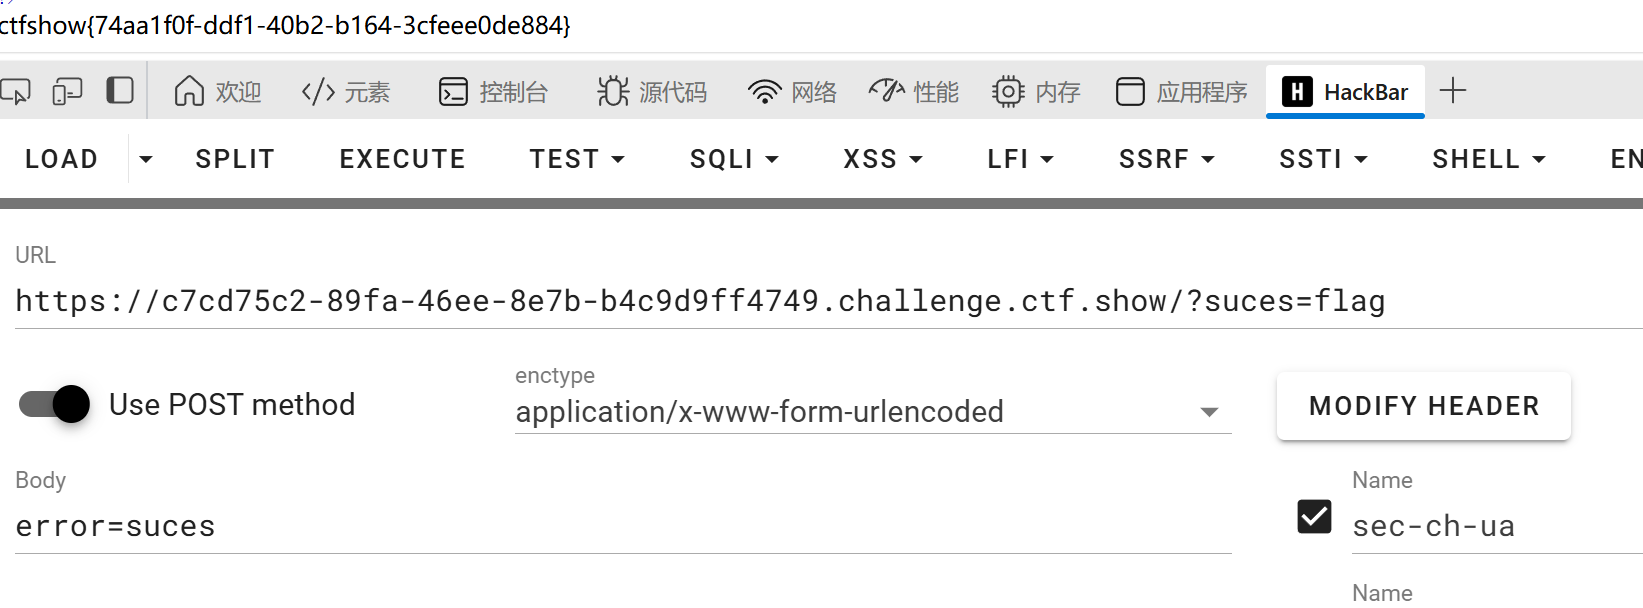 ctfshow{74aa1f0f-ddf1-40b2-b164-3cfeee0de884}
欢迎 </> 元素 控制台 源代码 网络 性能 内存 应用程序 H HackBar
LOAD SPLIT EXECUTE TEST SQLI XSS LFI SSRF SSTI SHELL EN
URL
https://c7cd75c2-89fa-46ee-8e7b-b4c9d9ff4749.challenge.ctf.show/?suces=flag
enctype
Use POST method application/x-www-form-urlencoded MODIFY HEADER
Body Name
error=suces sec-ch-ua
Name